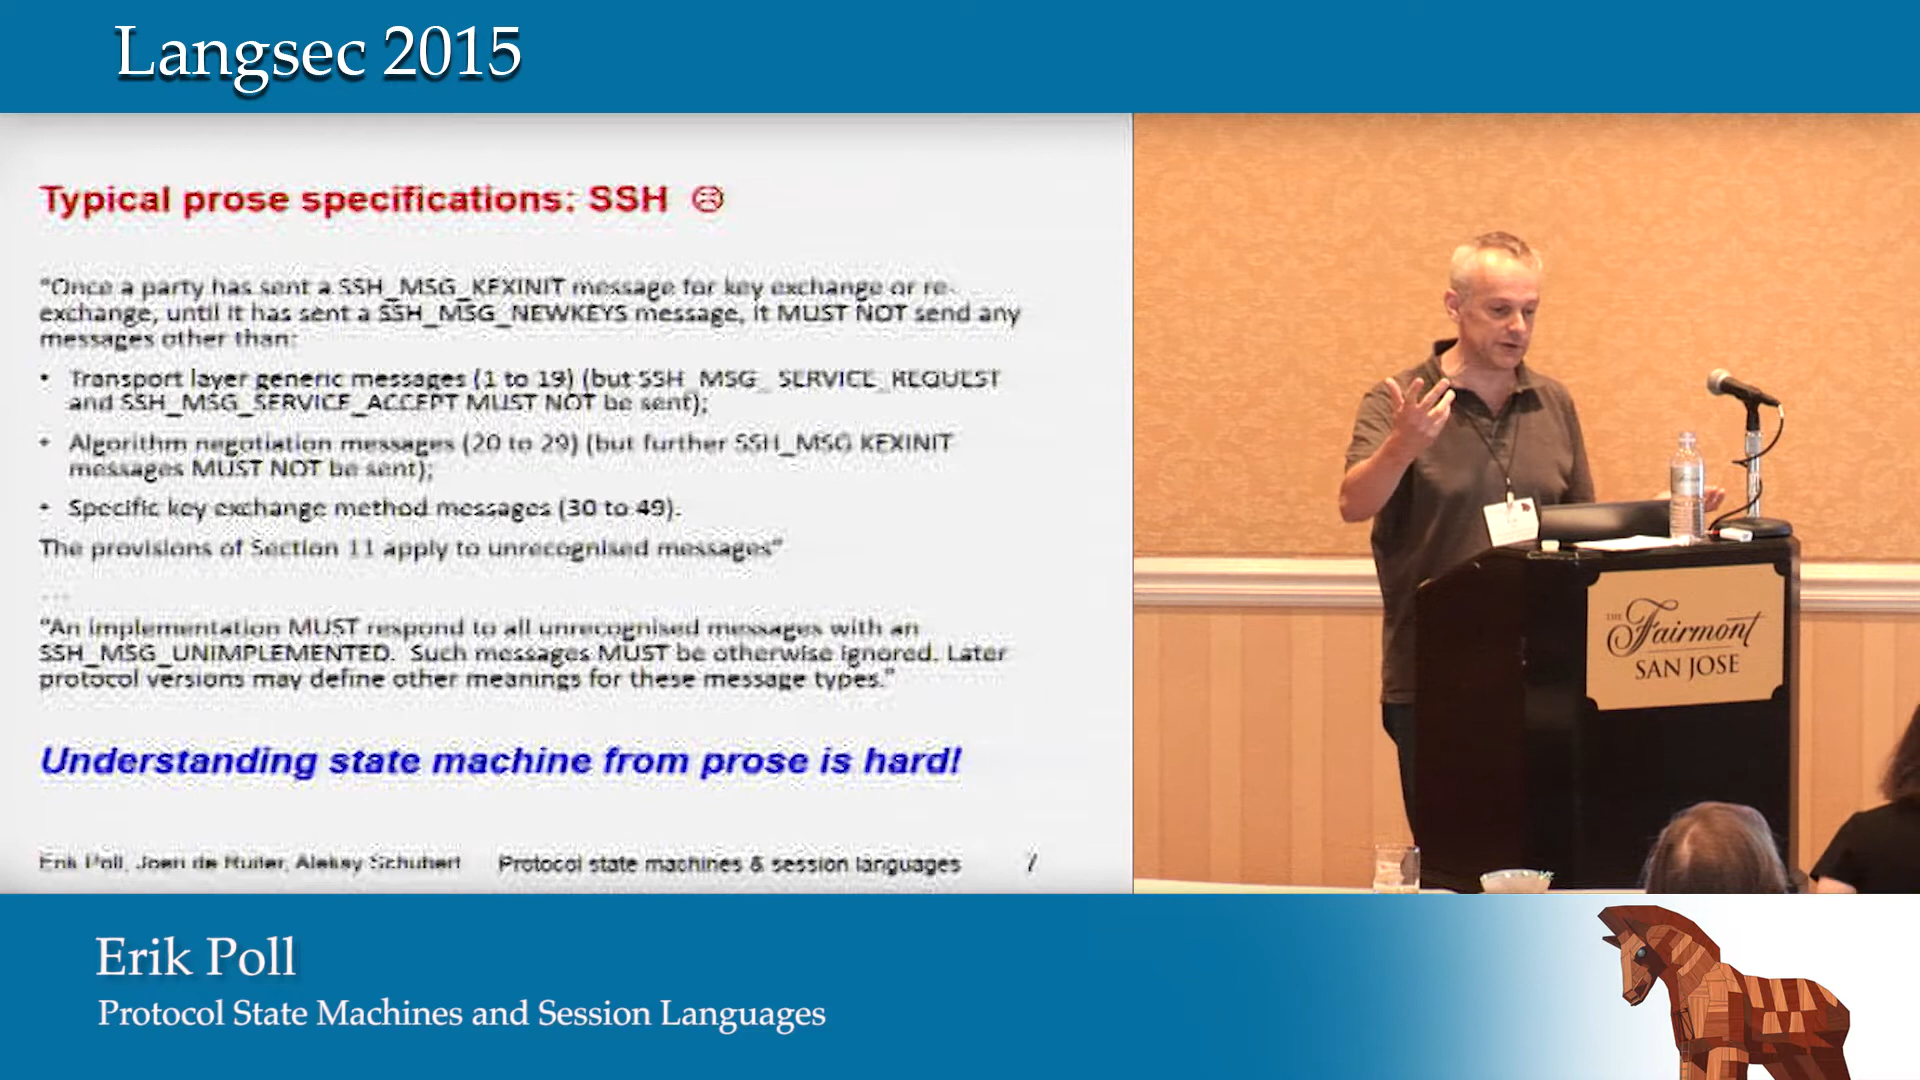 Langsec 2015
Typical prose specifications: SSH ☹
"Once a party has sent a SSH_MSG_KEXINIT message for key exchange or re-
exchange, until it has sent a SSH_MSG_NEWKEYS message, it MUST NOT send any
messages other than:
• Transport layer generic messages (1 to 19) (but SSH_MSG_ SERVICE_REQUEST
and SSH_MSG_SERVICE_ACCEPT MUST NOT be sent);
• Algorithm negotiation messages (20 to 29) (but further SSH_MSG KEXINIT
messages MUST NOT be sent);
• Specific key exchange method messages (30 to 49).
The provisions of Section 11 apply to unrecognised messages"
...
"An implementation MUST respond to all unrecognised messages with an
SSH_MSG_UNIMPLEMENTED. Such messages MUST be otherwise ignored. Later
protocol versions may define other meanings for these message types."
Understanding state machine from prose is hard!
Erik Poll, Joeri de Ruiter, Aleksy Schubert Protocol state machines & session languages 7
THE
Fairmont
SAN JOSE
Erik Poll
Protocol State Machines and Session Languages